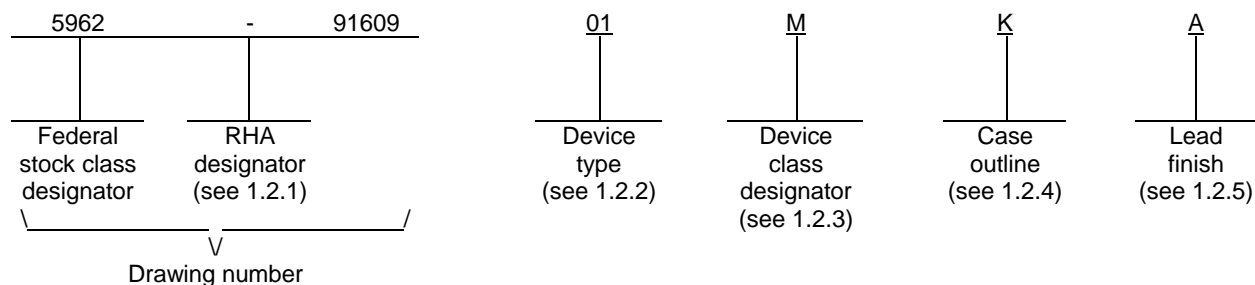 5962 - 91609 01 M K A
Federal stock class designator
RHA designator (see 1.2.1)
Device type (see 1.2.2)
Device class designator (see 1.2.3)
Case outline (see 1.2.4)
Lead finish (see 1.2.5)
Drawing number